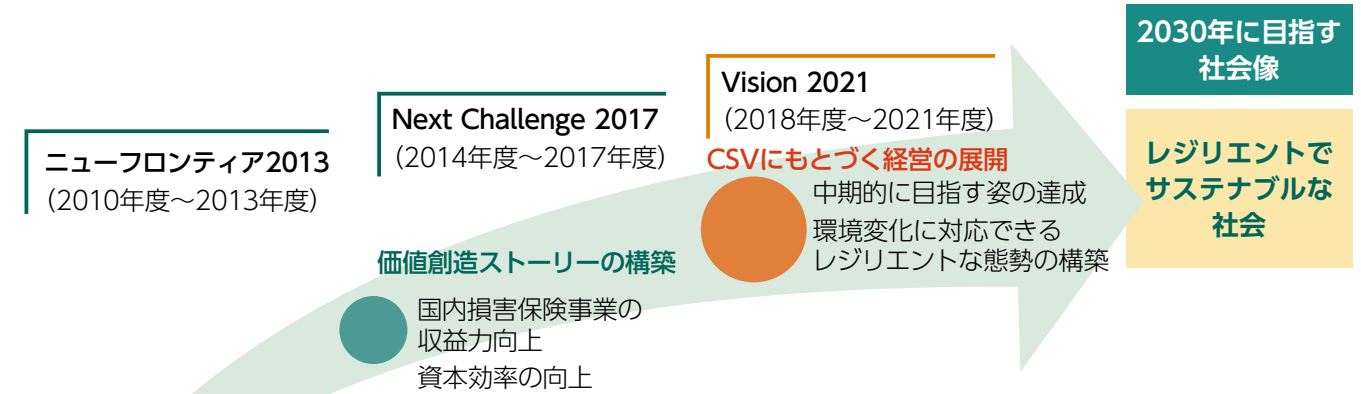 ニューフロンティア2013
(2010年度~2013年度)
Next Challenge 2017
(2014年度~2017年度)
価値創造ストーリーの構築
国内損害保険事業の
収益力向上
資本効率の向上
Vision 2021
(2018年度~2021年度)
CSVにもとづく経営の展開
中期的に目指す姿の達成
環境変化に対応できる
レジリエントな態勢の構築
2030年に目指す
社会像
レジリエントで
サステナブルな
社会